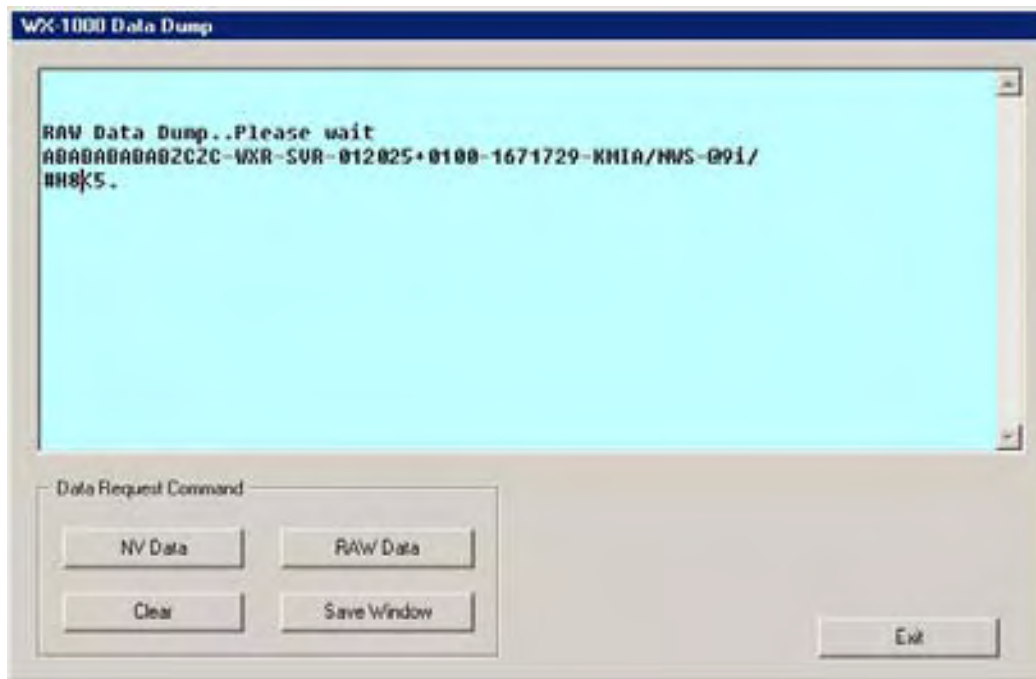 WX-1000 Data Dump
RAW Data Dump..Please wait
ABABABABABZCZC-WXR-SVR-012025+0100-1671729-KMIA/NWS-@9i/
#H8K5.
Data Request Command
NV Data
RAW Data
Clear
Save Window
Exit